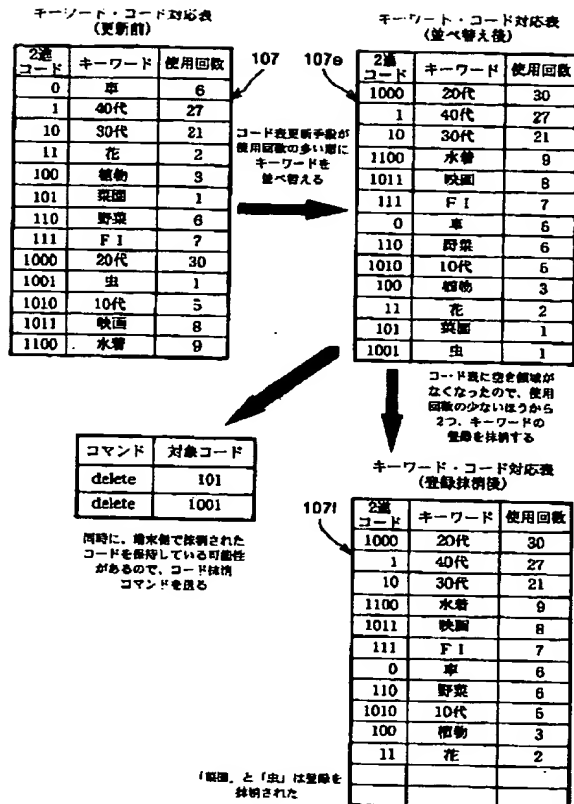 キーワード・コード対応表
(更新前)
2進コード キーワード 使用回数
0 車 6
1 40代 27
10 30代 21
11 花 2
100 植物 3
101 菜園 1
110 野菜 6
111 FI 7
1000 20代 30
1001 虫 1
1010 10代 5
1011 映画 8
1100 水着 9
107
コード表更新手段が
使用回数の多い順に
キーワードを
並べ替える
キーワード・コード対応表
(並べ替え後)
107e
2進コード キーワード 使用回数
1000 20代 30
1 40代 27
10 30代 21
1100 水着 9
1011 映画 8
111 FI 7
0 車 6
110 野菜 6
1010 10代 5
100 植物 3
11 花 2
101 菜園 1
1001 虫 1
コード表に空き領域が
なくなったので、使用
回数の少ないほうから
2つ、キーワードの
登録を抹消する
コマンド 対象コード
delete 101
delete 1001
同時に、端末側で抹消された
コードを保持している可能性
があるので、コード抹消
コマンドを送る
キーワード・コード対応表
(登録抹消後)
107f
2進コード キーワード 使用回数
1000 20代 30
1 40代 27
10 30代 21
1100 水着 9
1011 映画 8
111 FI 7
0 車 6
110 野菜 6
1010 10代 5
100 植物 3
11 花 2
「菜園」と「虫」は登録を
抹消された